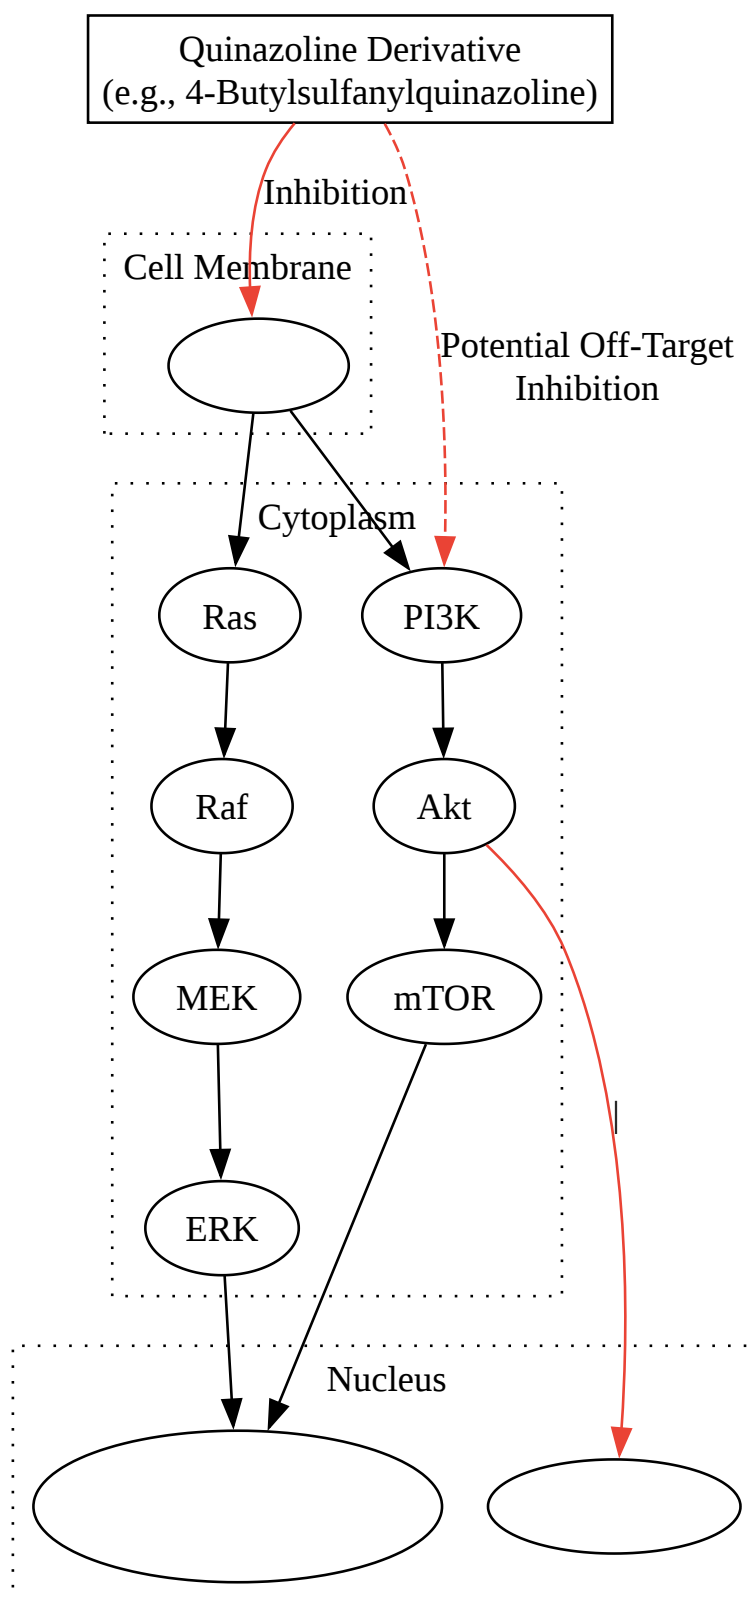 Quinazoline Derivative
(e.g., 4-Butylsulfanylquinazoline)
Inhibition
Cell Membrane
Potential Off-Target
Inhibition
Cytoplasm
Ras
PI3K
Raf
Akt
MEK
mTOR
|
ERK
Nucleus